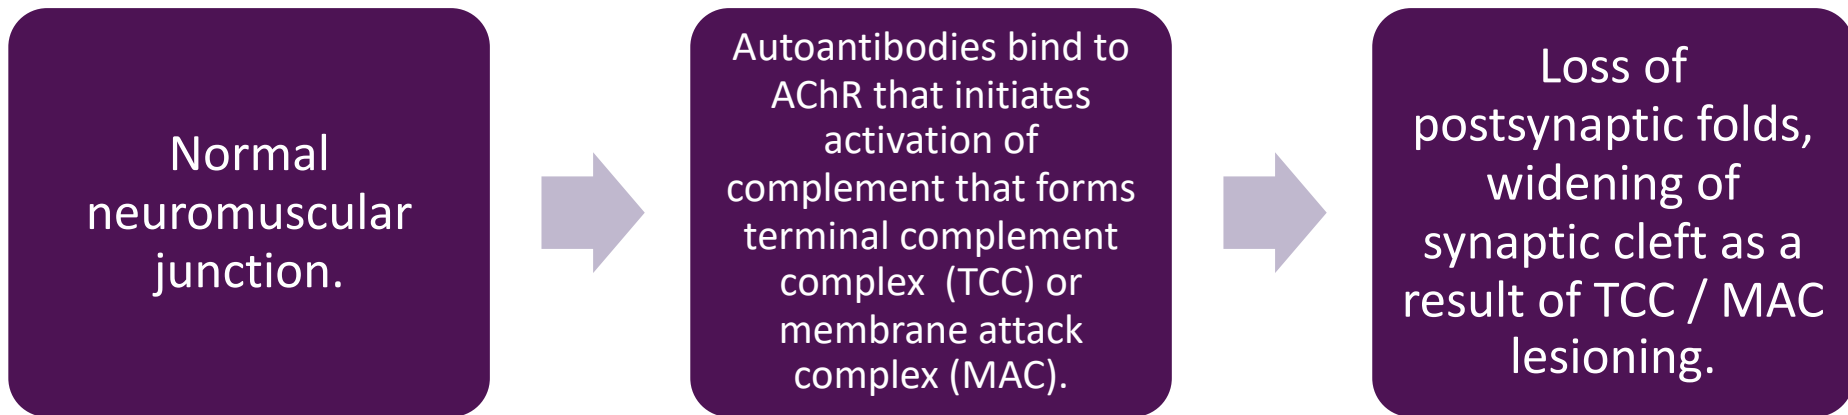 Normal
neuromuscular
junction.
Autoantibodies bind to
AChR that initiates
activation of
complement that forms
terminal complement
complex  (TCC) or
membrane attack
complex (MAC).
Loss of
postsynaptic folds,
widening of
synaptic cleft as a
result of TCC / MAC
lesioning.